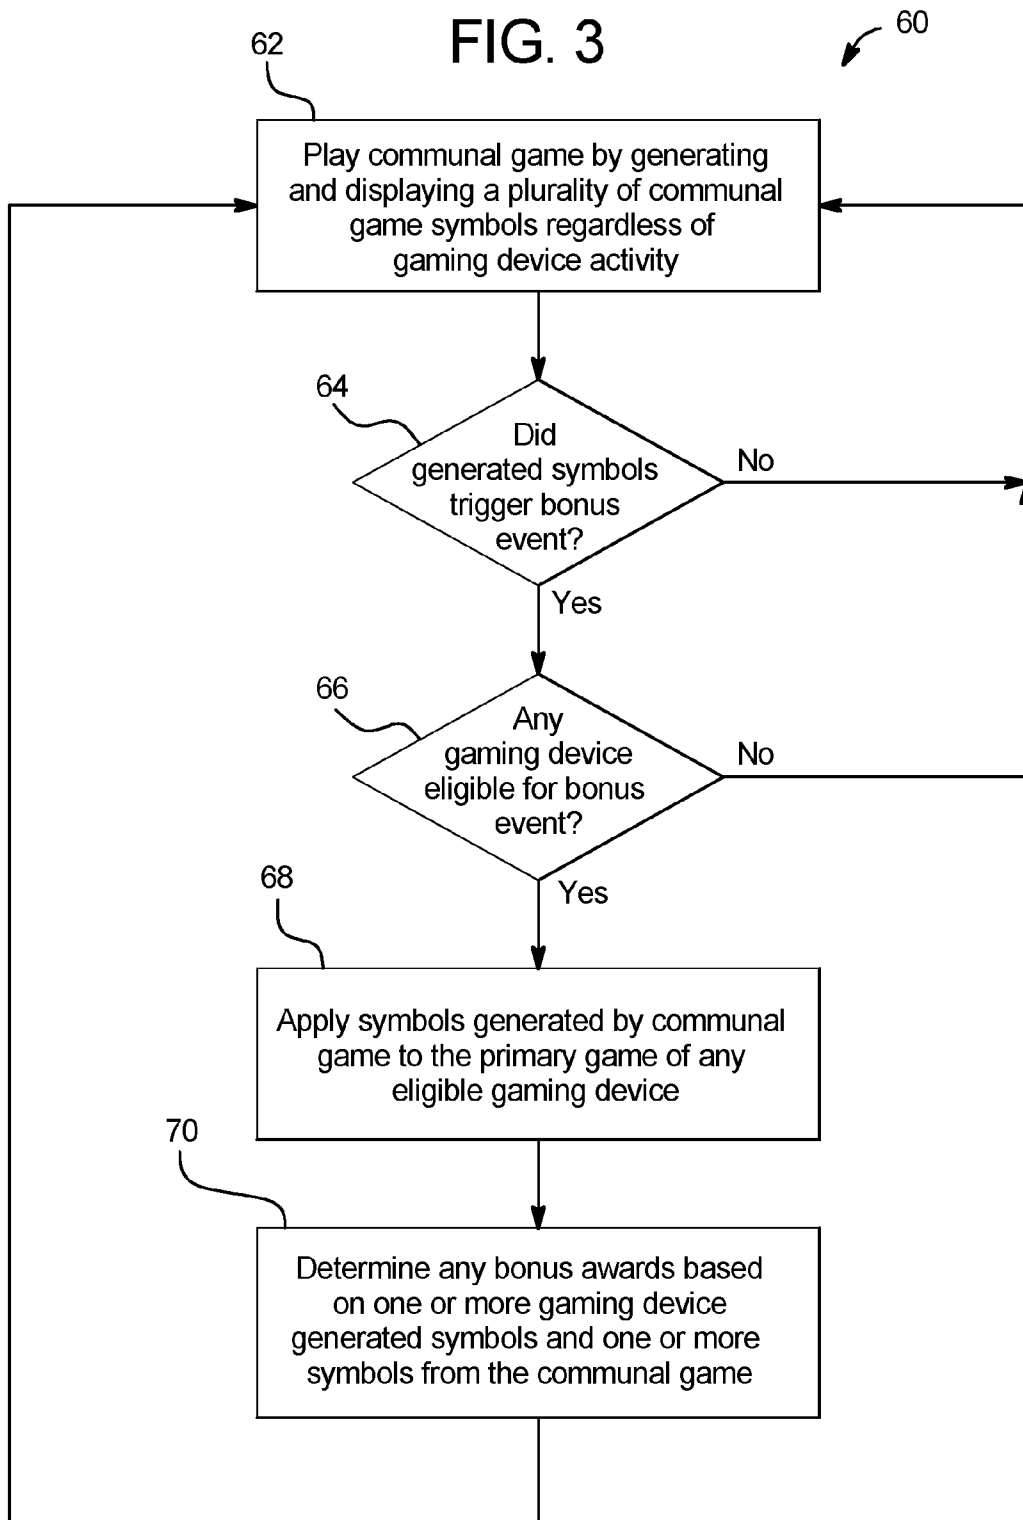 FIG. 3
60
62
Play communal game by generating
and displaying a plurality of communal
game symbols regardless of
gaming device activity
64
Did
generated symbols
trigger bonus
event?
No
Yes
66
Any
gaming device
eligible for bonus
event?
No
Yes
68
Apply symbols generated by communal
game to the primary game of any
eligible gaming device
70
Determine any bonus awards based
on one or more gaming device
generated symbols and one or more
symbols from the communal game